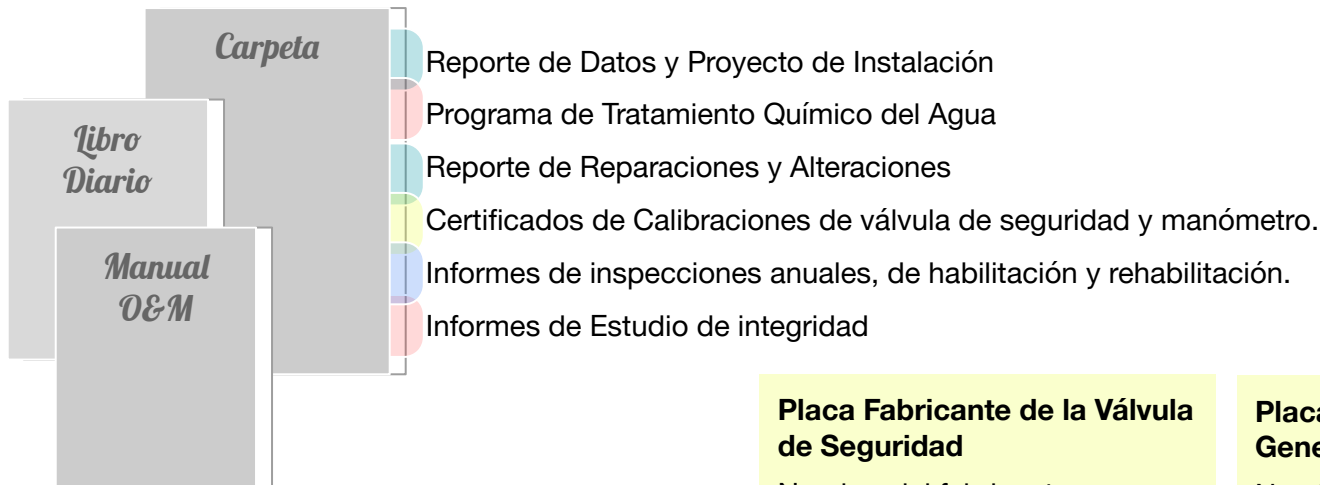 Carpeta
Reporte de Datos y Proyecto de Instalación
Programa de Tratamiento Químico del Agua
Reporte de Reparaciones y Alteraciones
Certificados de Calibraciones de válvula de seguridad y manómetro.
Informes de inspecciones anuales, de habilitación y rehabilitación.
Informes de Estudio de integridad
Libro
Diario
Manual
O&M
Placa Fabricante de la Válvula
de Seguridad
Placa
Gene